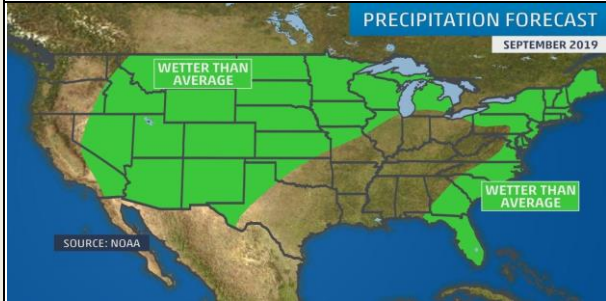 PRECIPITATION FORECAST
SEPTEMBER 2019
WETTER THAN
AVERAGE
WETTER THAN
AVERAGE
SOURCE: NOAA